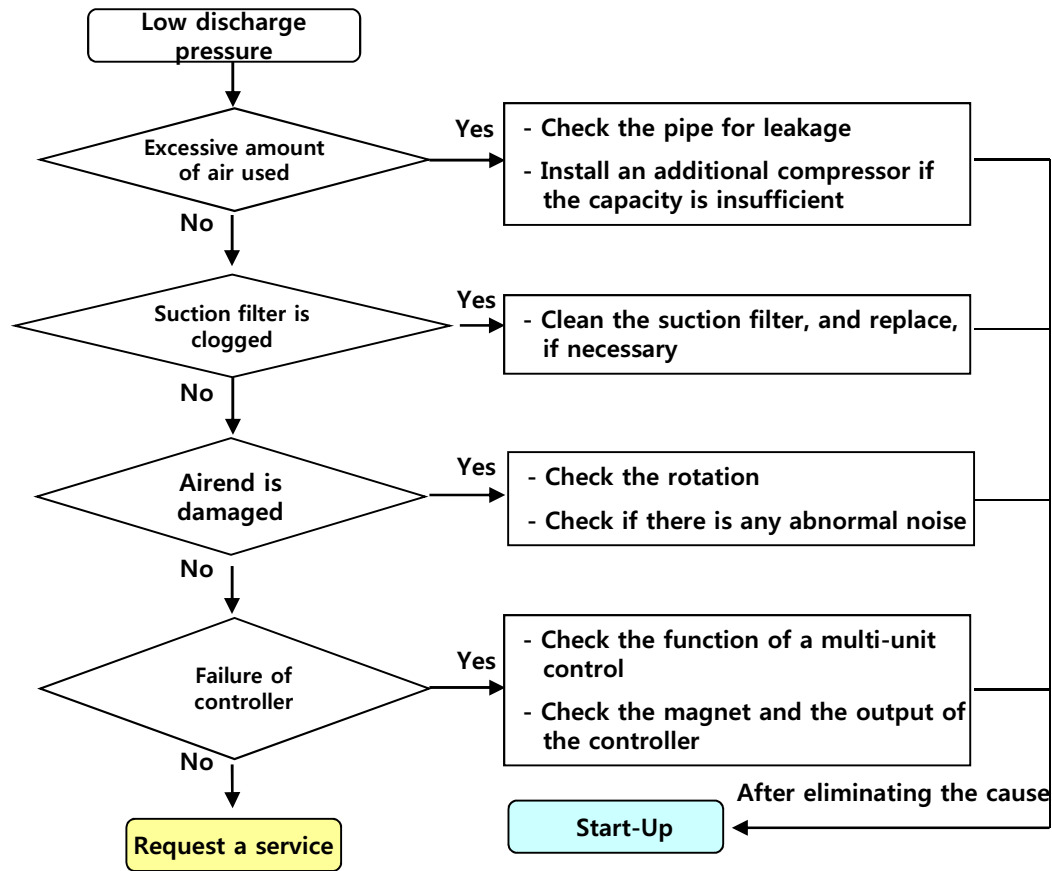 Low discharge
pressure
Excessive amount
of air used
Yes
- Check the pipe for leakage
- Install an additional compressor if
the capacity is insufficient
No
Suction filter is
clogged
Yes
- Clean the suction filter, and replace,
if necessary
No
Airend is
damaged
Yes
- Check the rotation
- Check if there is any abnormal noise
No
Failure of
controller
Yes
- Check the function of a multi-unit
control
- Check the magnet and the output of
the controller
No
Request a service
After eliminating the cause
Start-Up